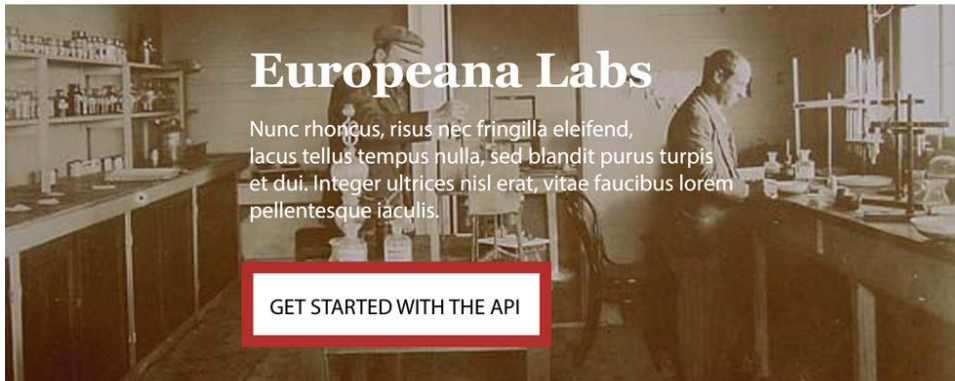 Europeana Labs
Nunc rhoncus, risus nec fringilla eleifend,
lacus tellus tempus nulla, sed blandit purus turpis
et dui. Integer ultrices nisl erat, vitae faucibus lorem
pellentesque iaculis.
GET STARTED WITH THE API